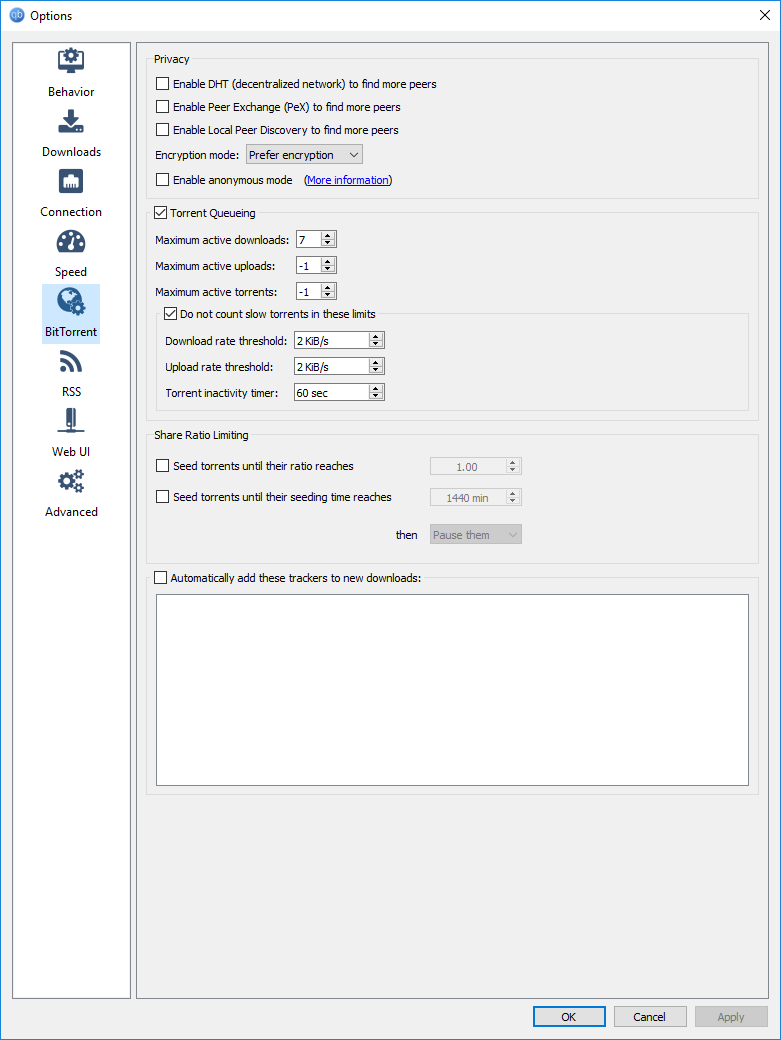 qb Options
Behavior
Downloads
Connection
Speed
BitTorrent
RSS
Web UI
Advanced
Privacy
Enable DHT (decentralized network) to find more peers
Enable Peer Exchange (PeX) to find more peers
Enable Local Peer Discovery to find more peers
Encryption mode: Prefer encryption
Enable anonymous mode (More information)
Torrent Queueing
Maximum active downloads: 7
Maximum active uploads: -1
Maximum active torrents: -1
Do not count slow torrents in these limits
Download rate threshold: 2 KiB/s
Upload rate threshold: 2 KiB/s
Torrent inactivity timer: 60 sec
Share Ratio Limiting
Seed torrents until their ratio reaches 1.00
Seed torrents until their seeding time reaches 1440 min
then Pause them
Automatically add these trackers to new downloads:
OK Cancel Apply